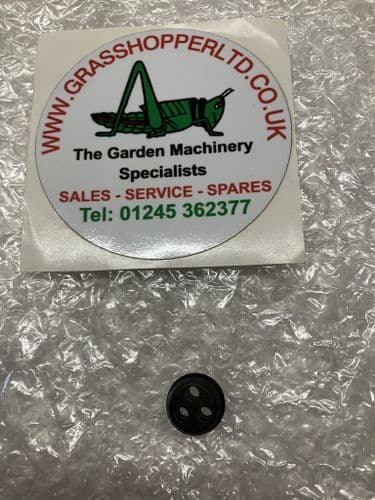 WWW.GRASSHOPPERLTD.CO.UK
The Garden Machinery
Specialists
SALES - SERVICE - SPARES
Tel: 01245 362377